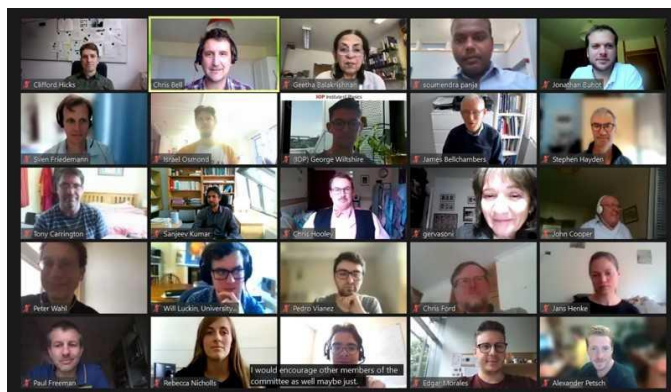 Clifford Hicks
Chris Bell
Geetha Balakrishnan
soumendra panja
Jonathan Buhot
Sven Friedemann
Israel Osmond
IOP Institute of Physics
(IOP) George Wiltshire
James Bellchambers
Stephen Hayden
Tony Carrington
Sanjeev Kumar
Chris Hooley
gervasoni
John Cooper
Peter Wahl
Will Luckin, University
Pedro Vianez
Chris Ford
Jans Henke
Paul Freeman
Rebecca Nicholls
I would encourage other members of the
committee as well maybe just.
Edgar Morales
Alexander Petsch